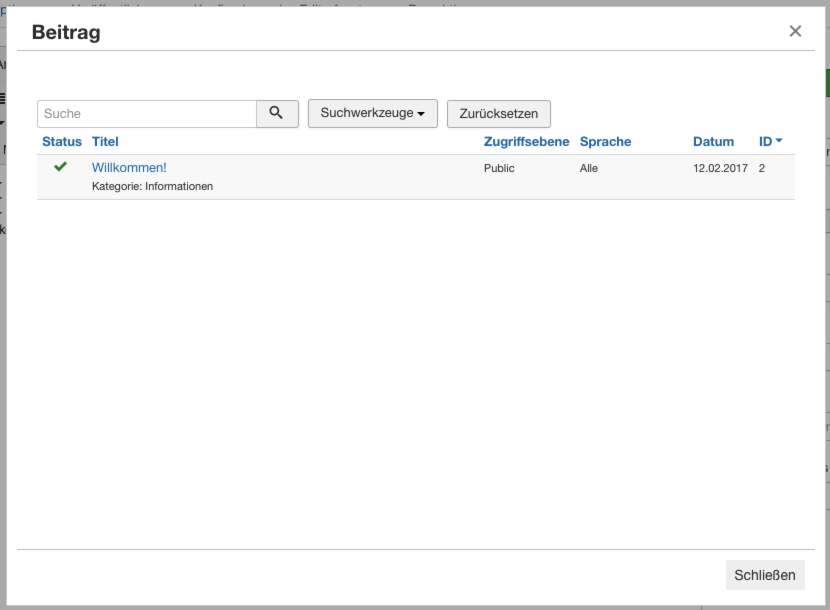 Beitrag
×
Suche
Suchwerkzeuge
Zurücksetzen
Status Titel Zugriffsebene Sprache Datum ID
Willkommen! Public Alle 12.02.2017 2
Kategorie: Informationen
Schließen